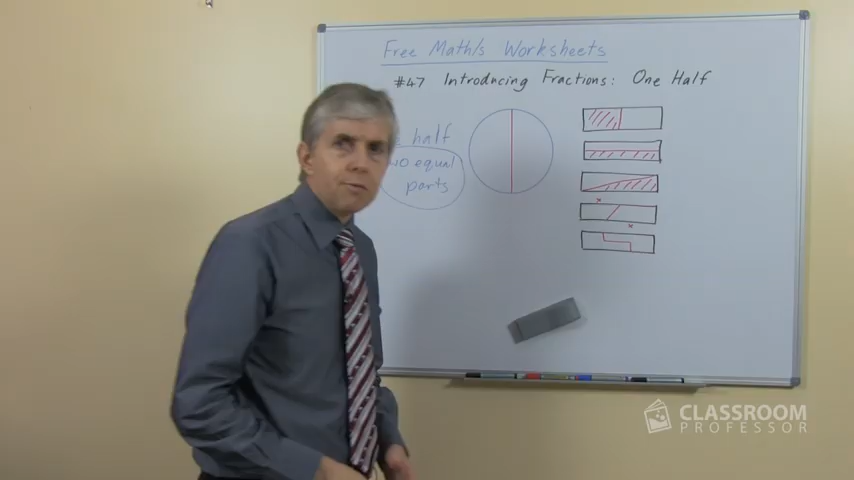 Free Math/s Worksheets
#47 Introducing Fractions: One Half
half
two equal
parts
CLASSROOM
PROFESSOR